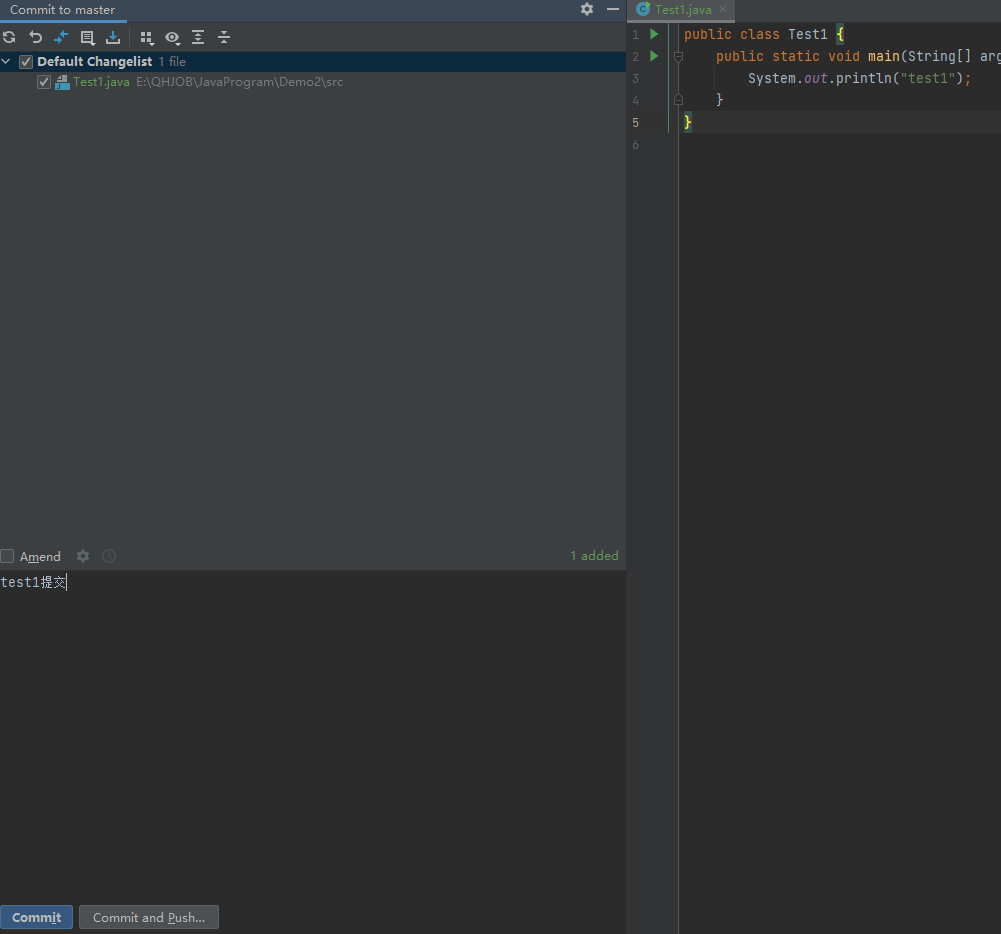 Commit to master
Default Changelist 1 file
Test1.java E:\QHJOB\JavaProgram\Demo2\src
Amend
1 added
test1提交
Commit
Commit and Push...
Test1.java
1 public class Test1 {
2 public static void main(String[] arg
3 System.out.println("test1");
4 }
5 }
6